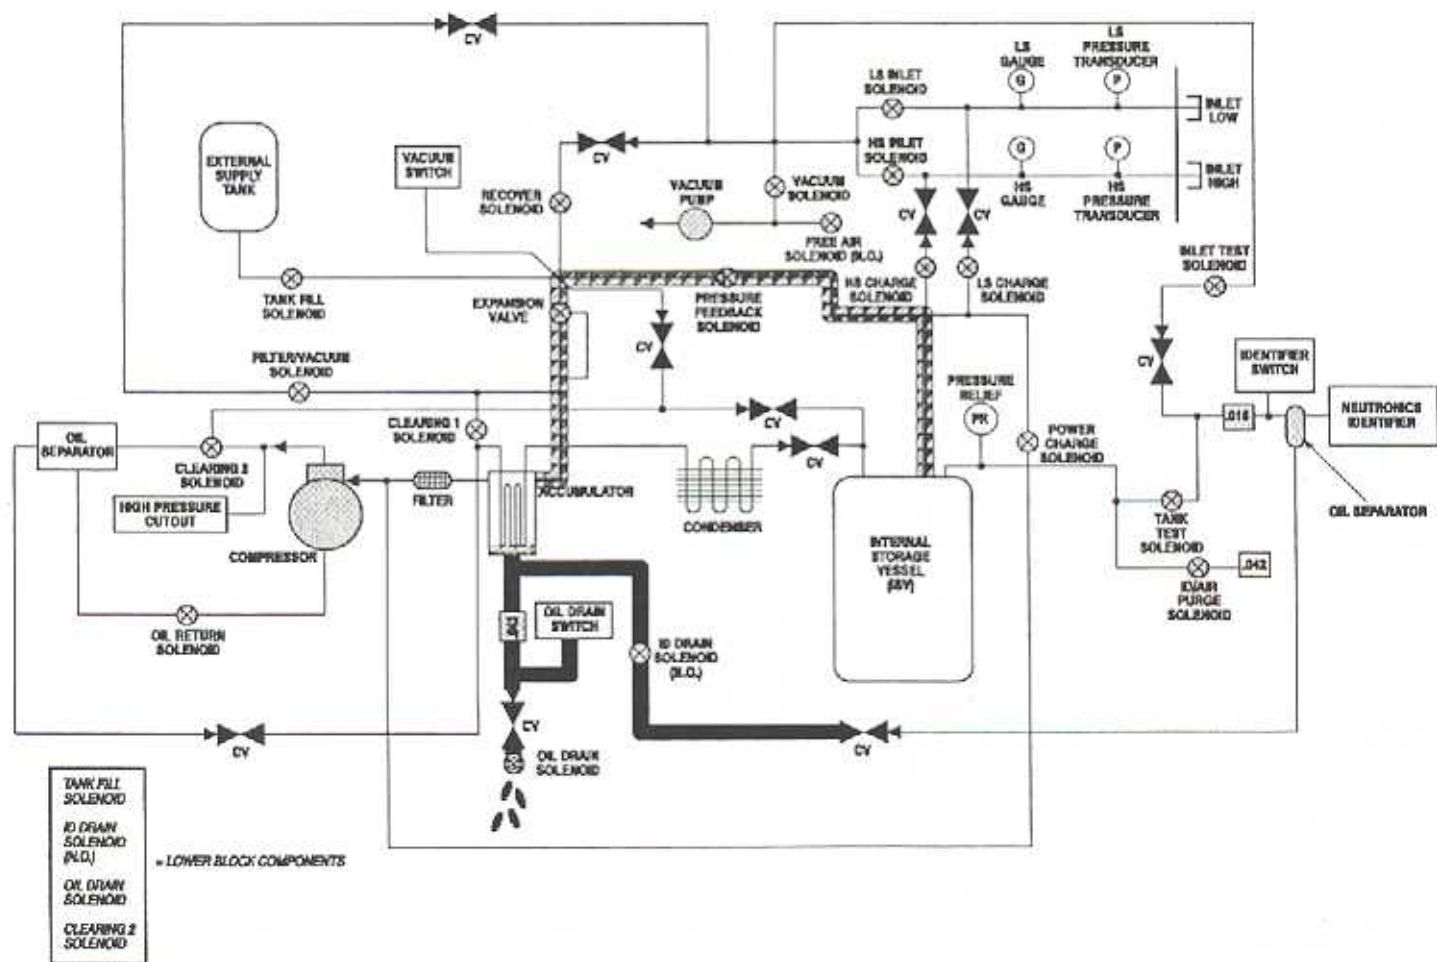 CV
LS
GAUGE
LS
PRESSURE
TRANSDUCER
LS INLET
SOLENOID
G
P
INLET
LOW
EXTERNAL
SUPPLY
TANK
VACUUM
SWITCH
CV
HS INLET
SOLENOID
G
P
INLET
HIGH
RECOVER
SOLENOID
VACUUM
PUMP
VACUUM
SOLENOID
HS
GAUGE
HS
PRESSURE
TRANSDUCER
CV
CV
FREE AIR
SOLENOID (N.O.)
INLET TEST
SOLENOID
TANK FILL
SOLENOID
EXPANSION
VALVE
PRESSURE
FEEDBACK
SOLENOID
HS CHARGE
SOLENOID
LS CHARGE
SOLENOID
CV
CV
IDENTIFIER
SWITCH
FILTER/VACUUM
SOLENOID
PRESSURE
RELIEF
PR
NEUTRONICS
IDENTIFIER
CV
CLEARING 1
SOLENOID
OIL
SEPARATOR
CLEARING 2
SOLENOID
CV
POWER
CHARGE
SOLENOID
OIL SEPARATOR
HIGH PRESSURE
CUTOUT
FILTER
ACCUMULATOR
CONDENSER
COMPRESSOR
INTERNAL
STORAGE
VESSEL
(ISV)
TANK
TEST
SOLENOID
.042
ID/AIR
PURGE
SOLENOID
OIL RETURN
SOLENOID
OIL DRAIN
SWITCH
ID DRAIN
SOLENOID
(N.O.)
CV
CV
CV
OIL DRAIN
SOLENOID
TANK FILL
SOLENOID
ID DRAIN
SOLENOID
(N.O.)
= LOWER BLOCK COMPONENTS
OIL DRAIN
SOLENOID
CLEARING 2
SOLENOID